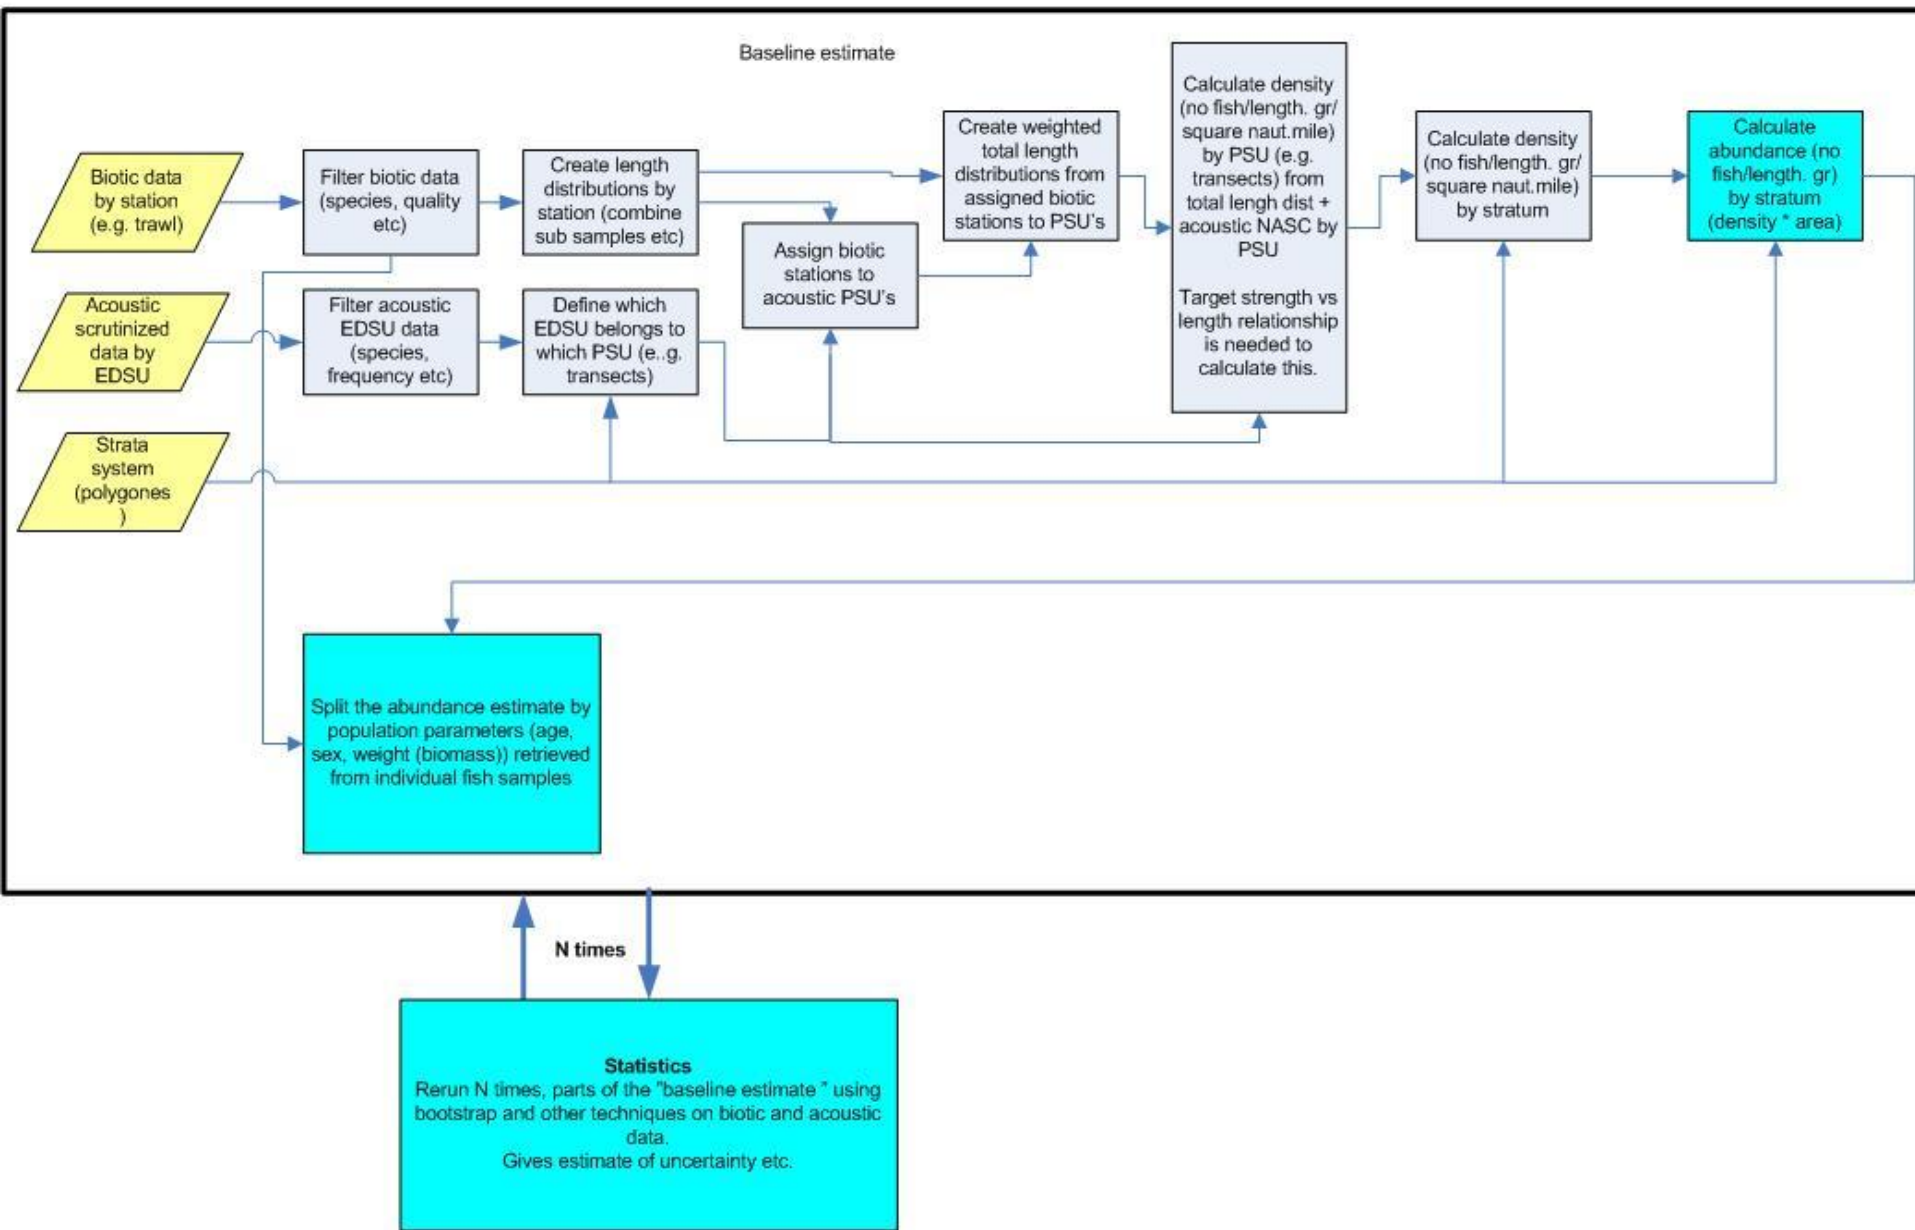 Baseline estimate
Biotic data
by station
(e.g. trawl)
Filter biotic data
(species, quality
etc)
Create length
distributions by
station (combine
sub samples etc)
Assign biotic
stations to
acoustic PSU's
Create weighted
total length
distributions from
assigned biotic
stations to PSU's
Calculate density
(no fish/length. gr/
square naut.mile)
by PSU (e.g.
transects) from
total lengh dist +
acoustic NASC by
PSU
Target strength vs
length relationship
is needed to
calculate this.
Calculate density
(no fish/length. gr/
square naut.mile)
by stratum
Calculate
abundance (no
fish/length. gr) by
stratum
(density * area)
Acoustic
scrutinized
data by
EDSU
Filter acoustic
EDSU data
(species,
frequency etc)
Define which
EDSU belongs to
which PSU (e..g.
transects)
Strata
system
(polygones
)
Split the abundance estimate by
population parameters (age,
sex, weight (biomass)) retrieved
from individual fish samples
N times
Statistics
Rerun N times, parts of the "baseline estimate " using
bootstrap and other techniques on biotic and acoustic
data.
Gives estimate of uncertainty etc.